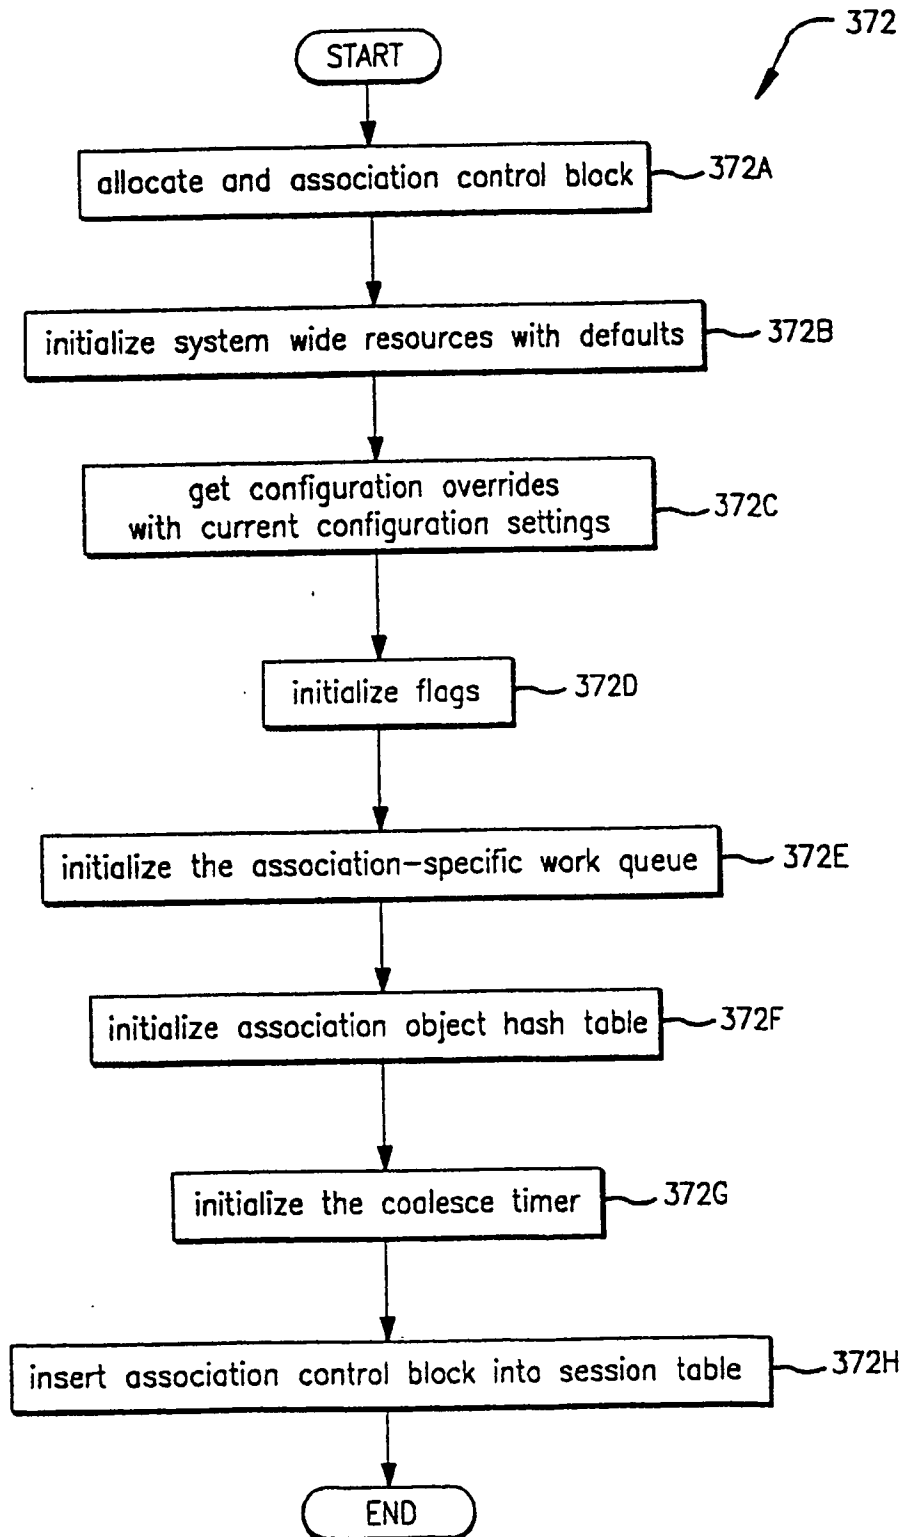 372
START
allocate and association control block
372A
initialize system wide resources with defaults
372B
get configuration overrides
with current configuration settings
372C
initialize flags
372D
initialize the association-specific work queue
372E
initialize association object hash table
372F
initialize the coalesce timer
372G
insert association control block into session table
372H
END